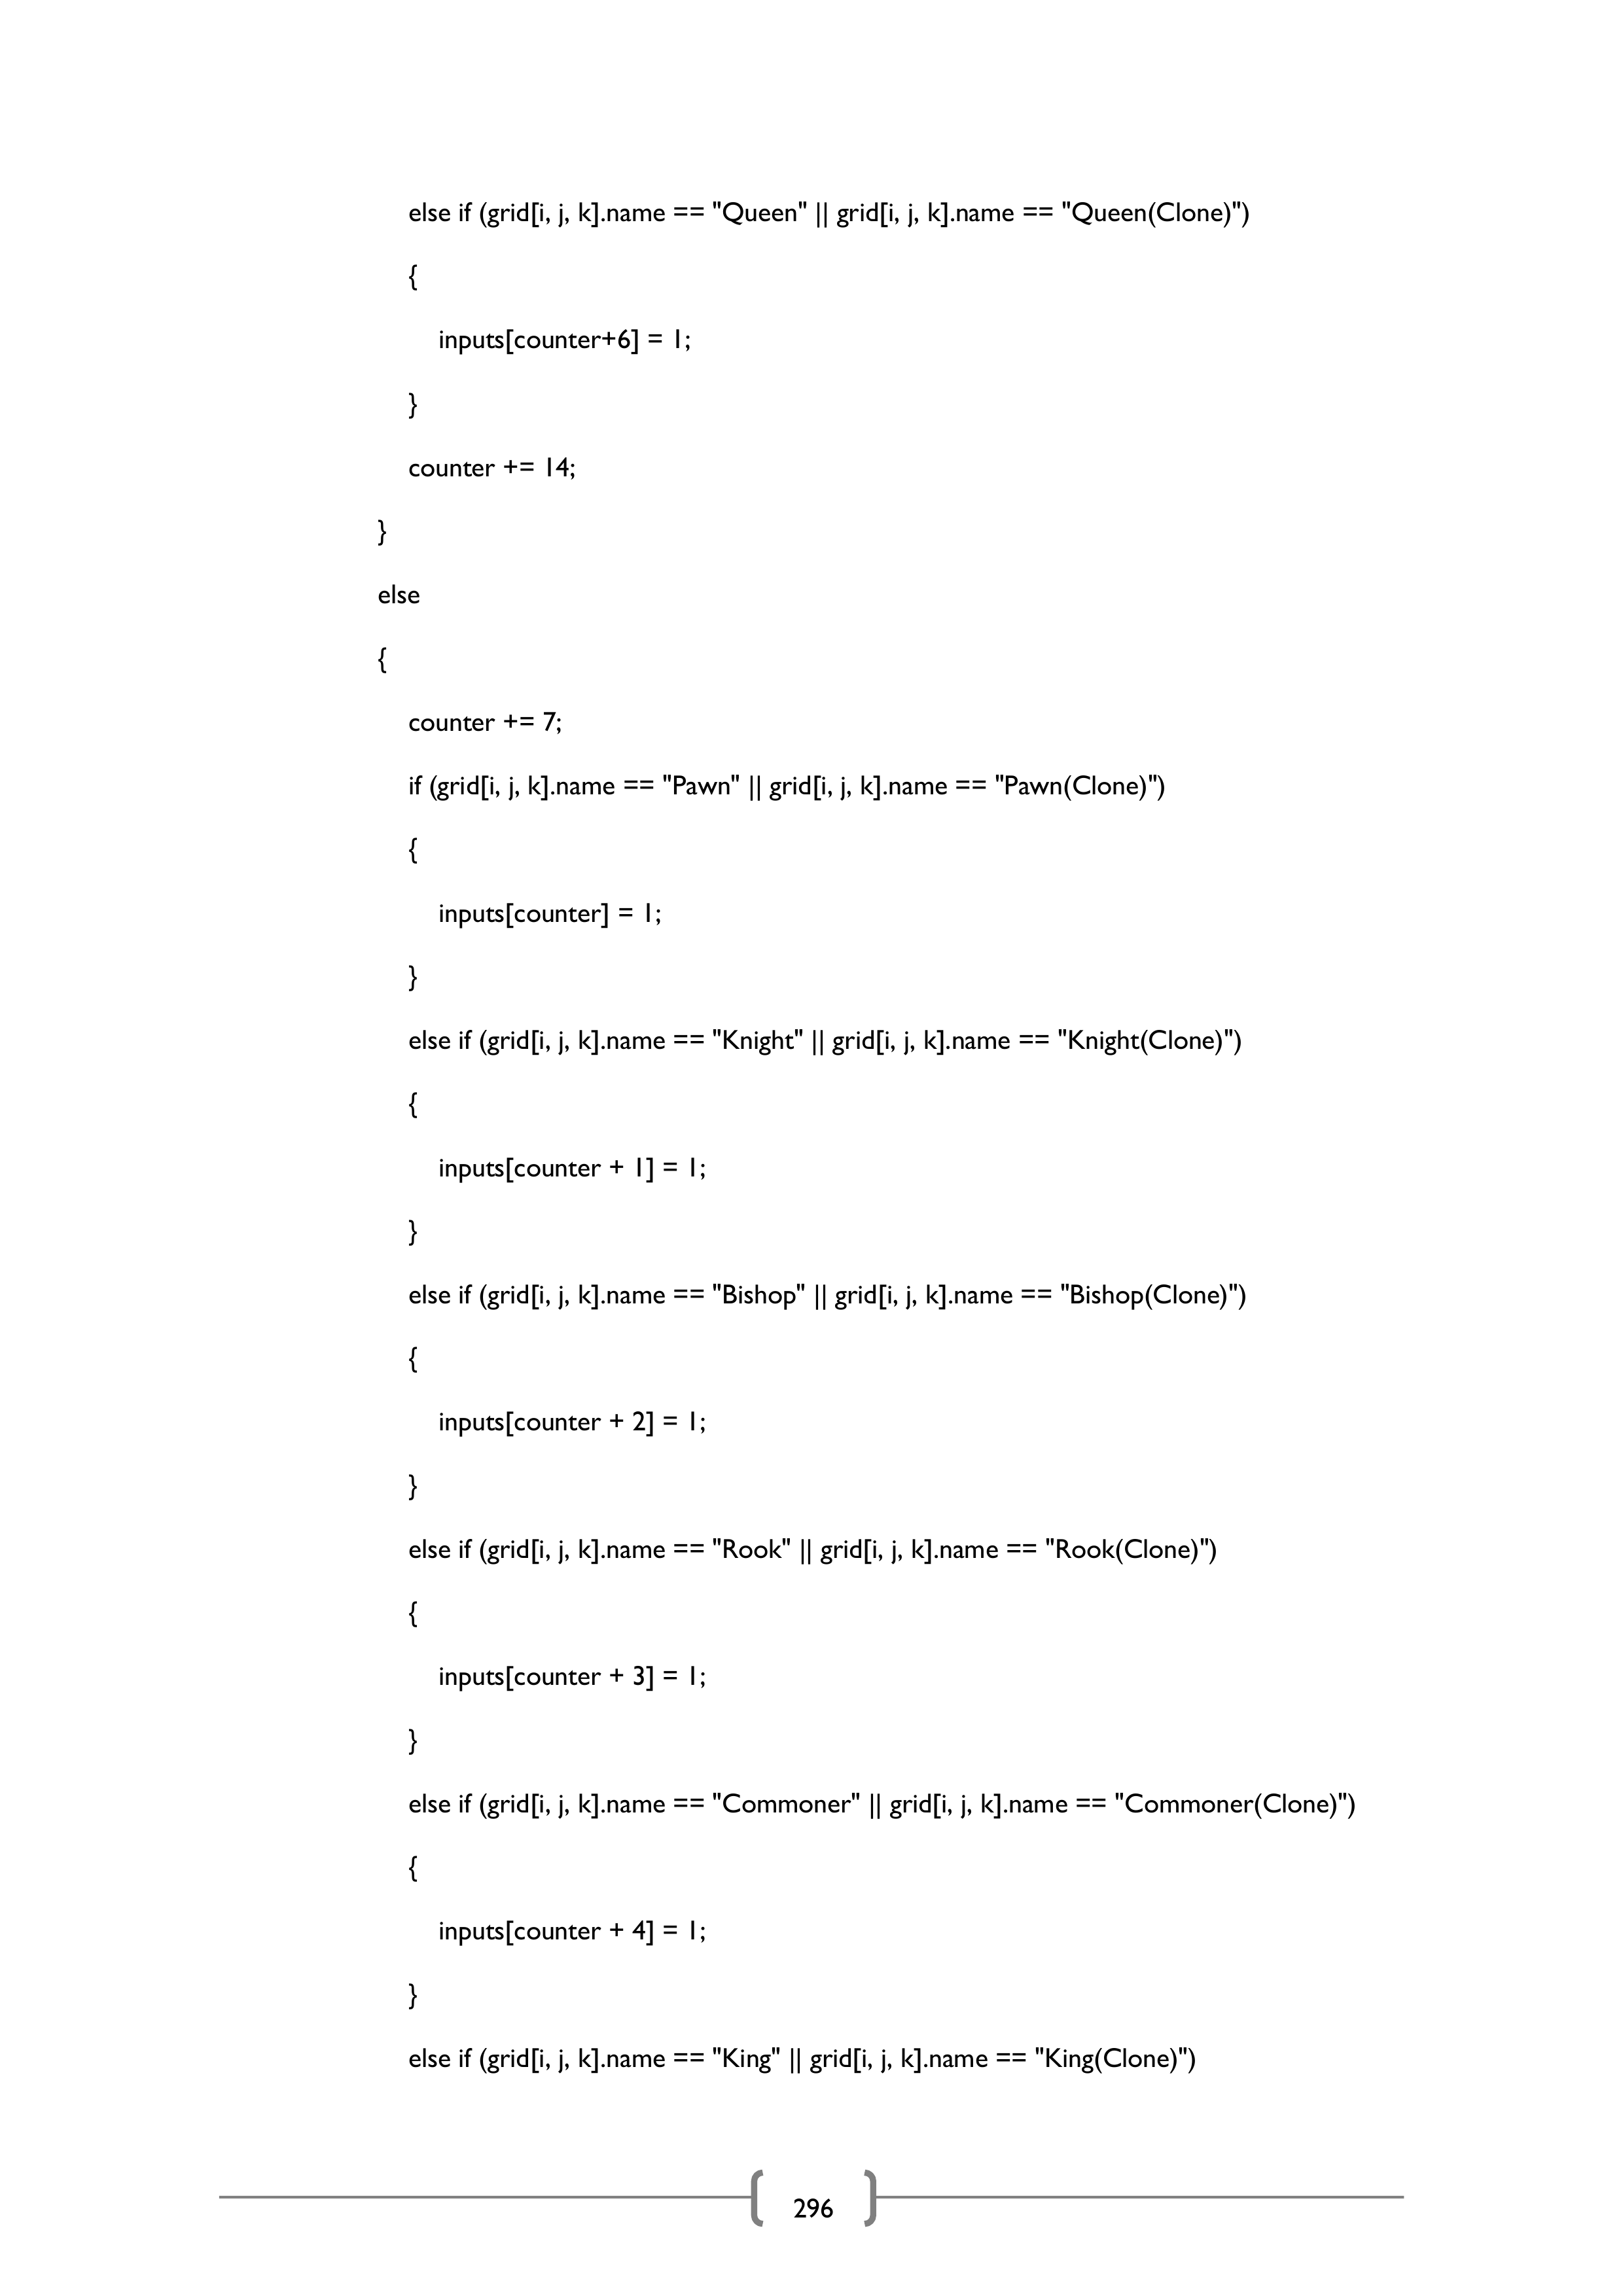 else if (grid[i, j, k].name == "Queen" || grid[i, j, k].name == "Queen(Clone)")
{
inputs[counter+6] = 1;
}
counter += 14;
}
else
{
counter += 7;
if (grid[i, j, k].name == "Pawn" || grid[i, j, k].name == "Pawn(Clone)")
{
inputs[counter] = 1;
}
else if (grid[i, j, k].name == "Knight" || grid[i, j, k].name == "Knight(Clone)")
{
inputs[counter + 1] = 1;
}
else if (grid[i, j, k].name == "Bishop" || grid[i, j, k].name == "Bishop(Clone)")
{
inputs[counter + 2] = 1;
}
else if (grid[i, j, k].name == "Rook" || grid[i, j, k].name == "Rook(Clone)")
{
inputs[counter + 3] = 1;
}
else if (grid[i, j, k].name == "Commoner" || grid[i, j, k].name == "Commoner(Clone)")
{
inputs[counter + 4] = 1;
}
else if (grid[i, j, k].name == "King" || grid[i, j, k].name == "King(Clone)")
296